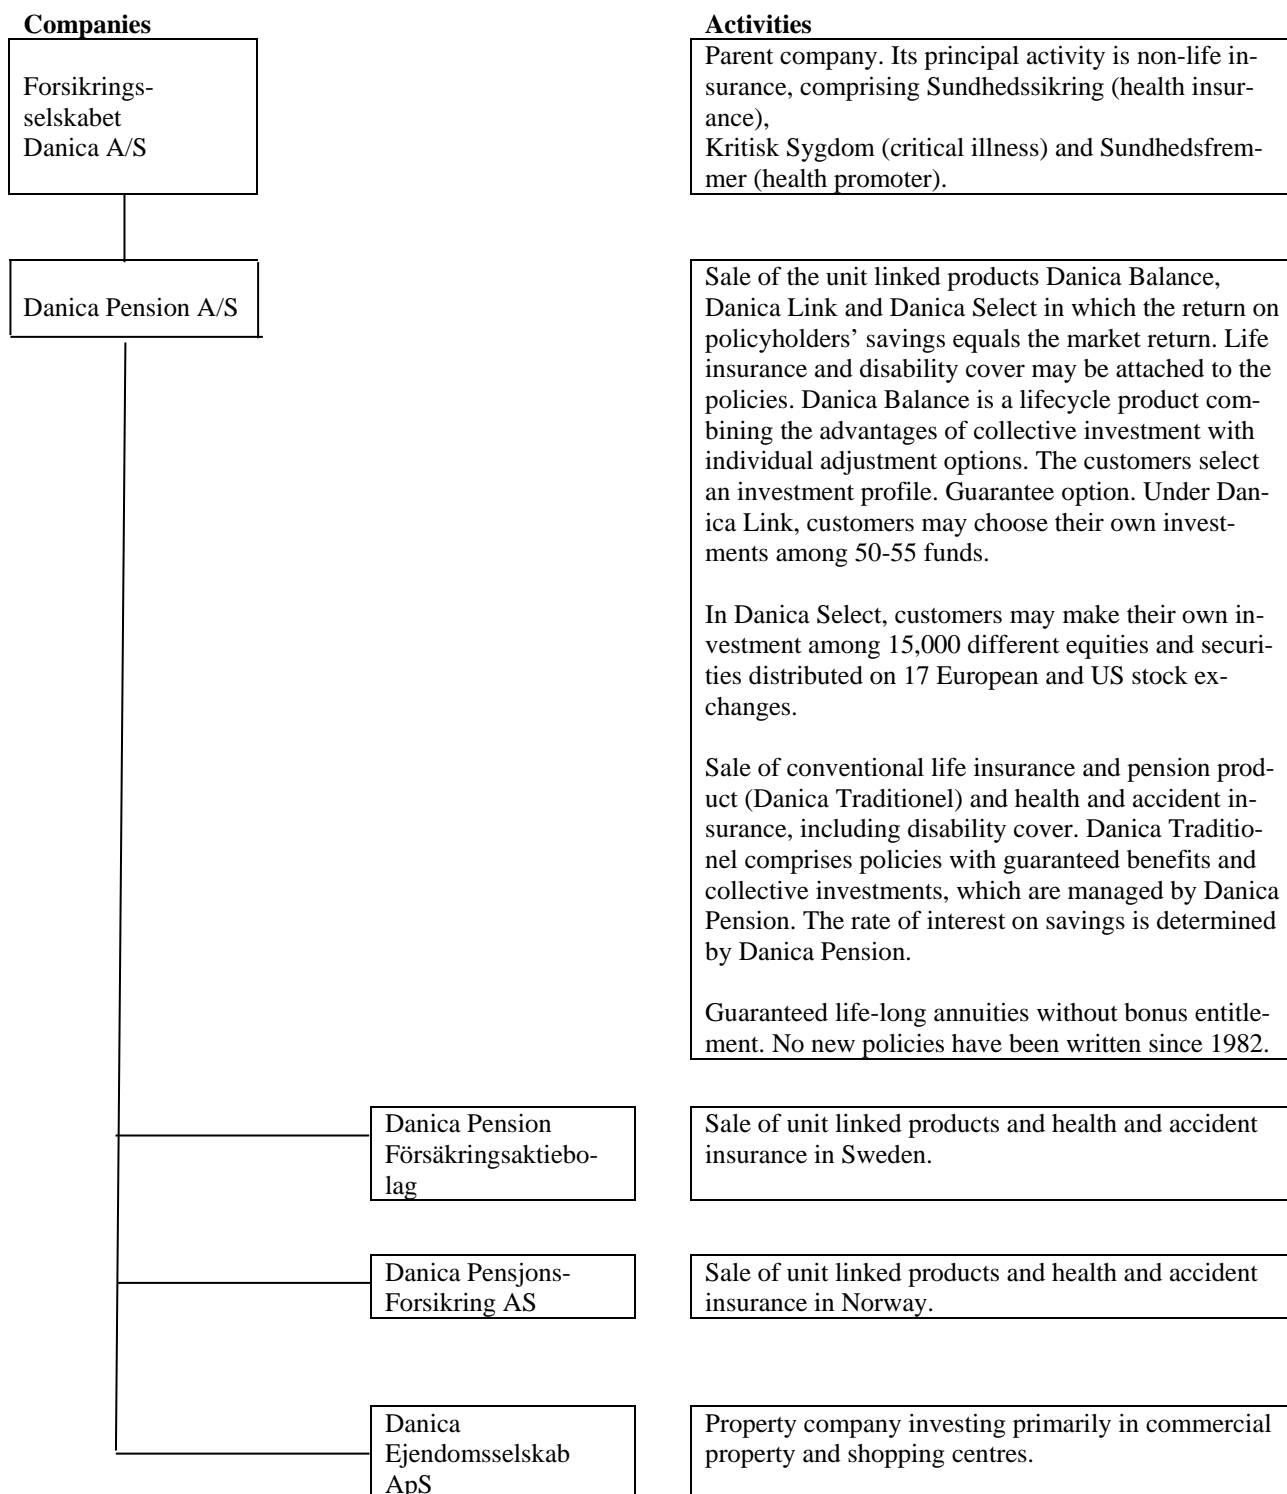 Companies
Activities
Forsikrings-
selskabet
Danica A/S
Parent company. Its principal activity is non-life in-
surance, comprising Sundhedssikring (health insur-
ance),
Kritisk Sygdom (critical illness) and Sundhedsfrem-
mer (health promoter).
Danica Pension A/S
Sale of the unit linked products Danica Balance,
Danica Link and Danica Select in which the return on
policyholders’ savings equals the market return. Life
insurance and disability cover may be attached to the
policies. Danica Balance is a lifecycle product com-
bining the advantages of collective investment with
individual adjustment options. The customers select
an investment profile. Guarantee option. Under Dan-
ica Link, customers may choose their own invest-
ments among 50-55 funds.
In Danica Select, customers may make their own in-
vestment among 15,000 different equities and securi-
ties distributed on 17 European and US stock ex-
changes.
Sale of conventional life insurance and pension prod-
uct (Danica Traditionel) and health and accident in-
surance, including disability cover. Danica Traditio-
nel comprises policies with guaranteed benefits and
collective investments, which are managed by Danica
Pension. The rate of interest on savings is determined
by Danica Pension.
Guaranteed life-long annuities without bonus entitle-
ment. No new policies have been written since 1982.
Danica Pension
Försäkringsaktiebo-
lag
Sale of unit linked products and health and accident
insurance in Sweden.
Danica Pensjons-
Forsikring AS
Sale of unit linked products and health and accident
insurance in Norway.
Danica
Ejendomsselskab
ApS
Property company investing primarily in commercial
property and shopping centres.